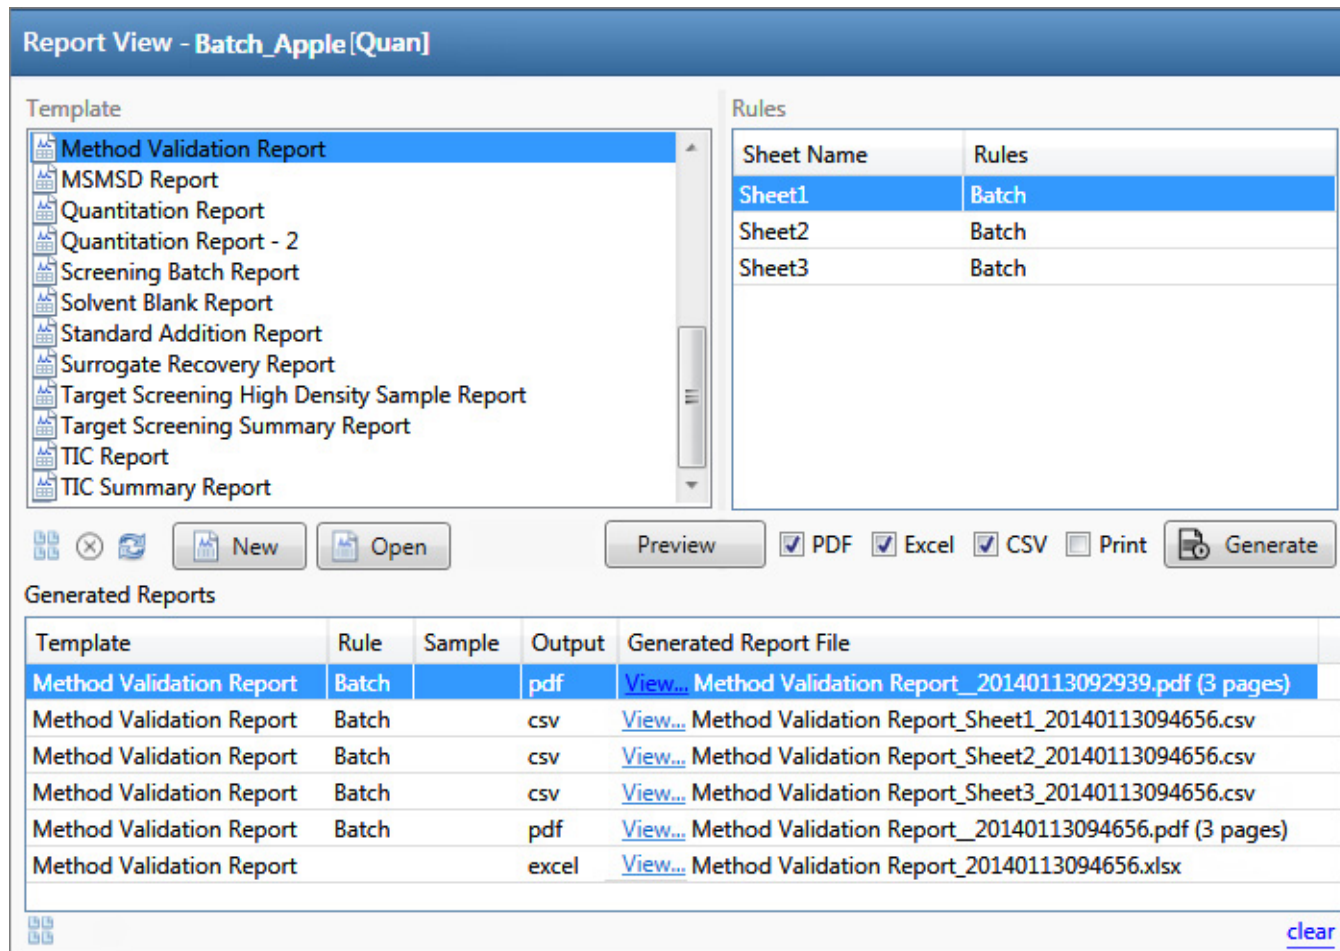 Report View - Batch_Apple[Quan]
Template
Method Validation Report
MSMSD Report
Quantitation Report
Quantitation Report - 2
Screening Batch Report
Solvent Blank Report
Standard Addition Report
Surrogate Recovery Report
Target Screening High Density Sample Report
Target Screening Summary Report
TIC Report
TIC Summary Report
Rules
Sheet Name Rules
Sheet1 Batch
Sheet2 Batch
Sheet3 Batch
New Open Preview PDF Excel CSV Print Generate
Generated Reports
Template Rule Sample Output Generated Report File
Method Validation Report Batch pdf View... Method Validation Report__20140113092939.pdf (3 pages)
Method Validation Report Batch csv View... Method Validation Report_Sheet1_20140113094656.csv
Method Validation Report Batch csv View... Method Validation Report_Sheet2_20140113094656.csv
Method Validation Report Batch csv View... Method Validation Report_Sheet3_20140113094656.csv
Method Validation Report Batch pdf View... Method Validation Report__20140113094656.pdf (3 pages)
Method Validation Report excel View... Method Validation Report_20140113094656.xlsx
clear